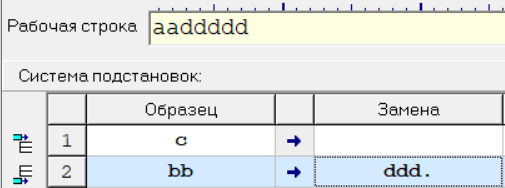 Рабочая строка aaddddd
Система подстановок:
Образец Замена
1 c ➔
2 bb ➔ ddd.